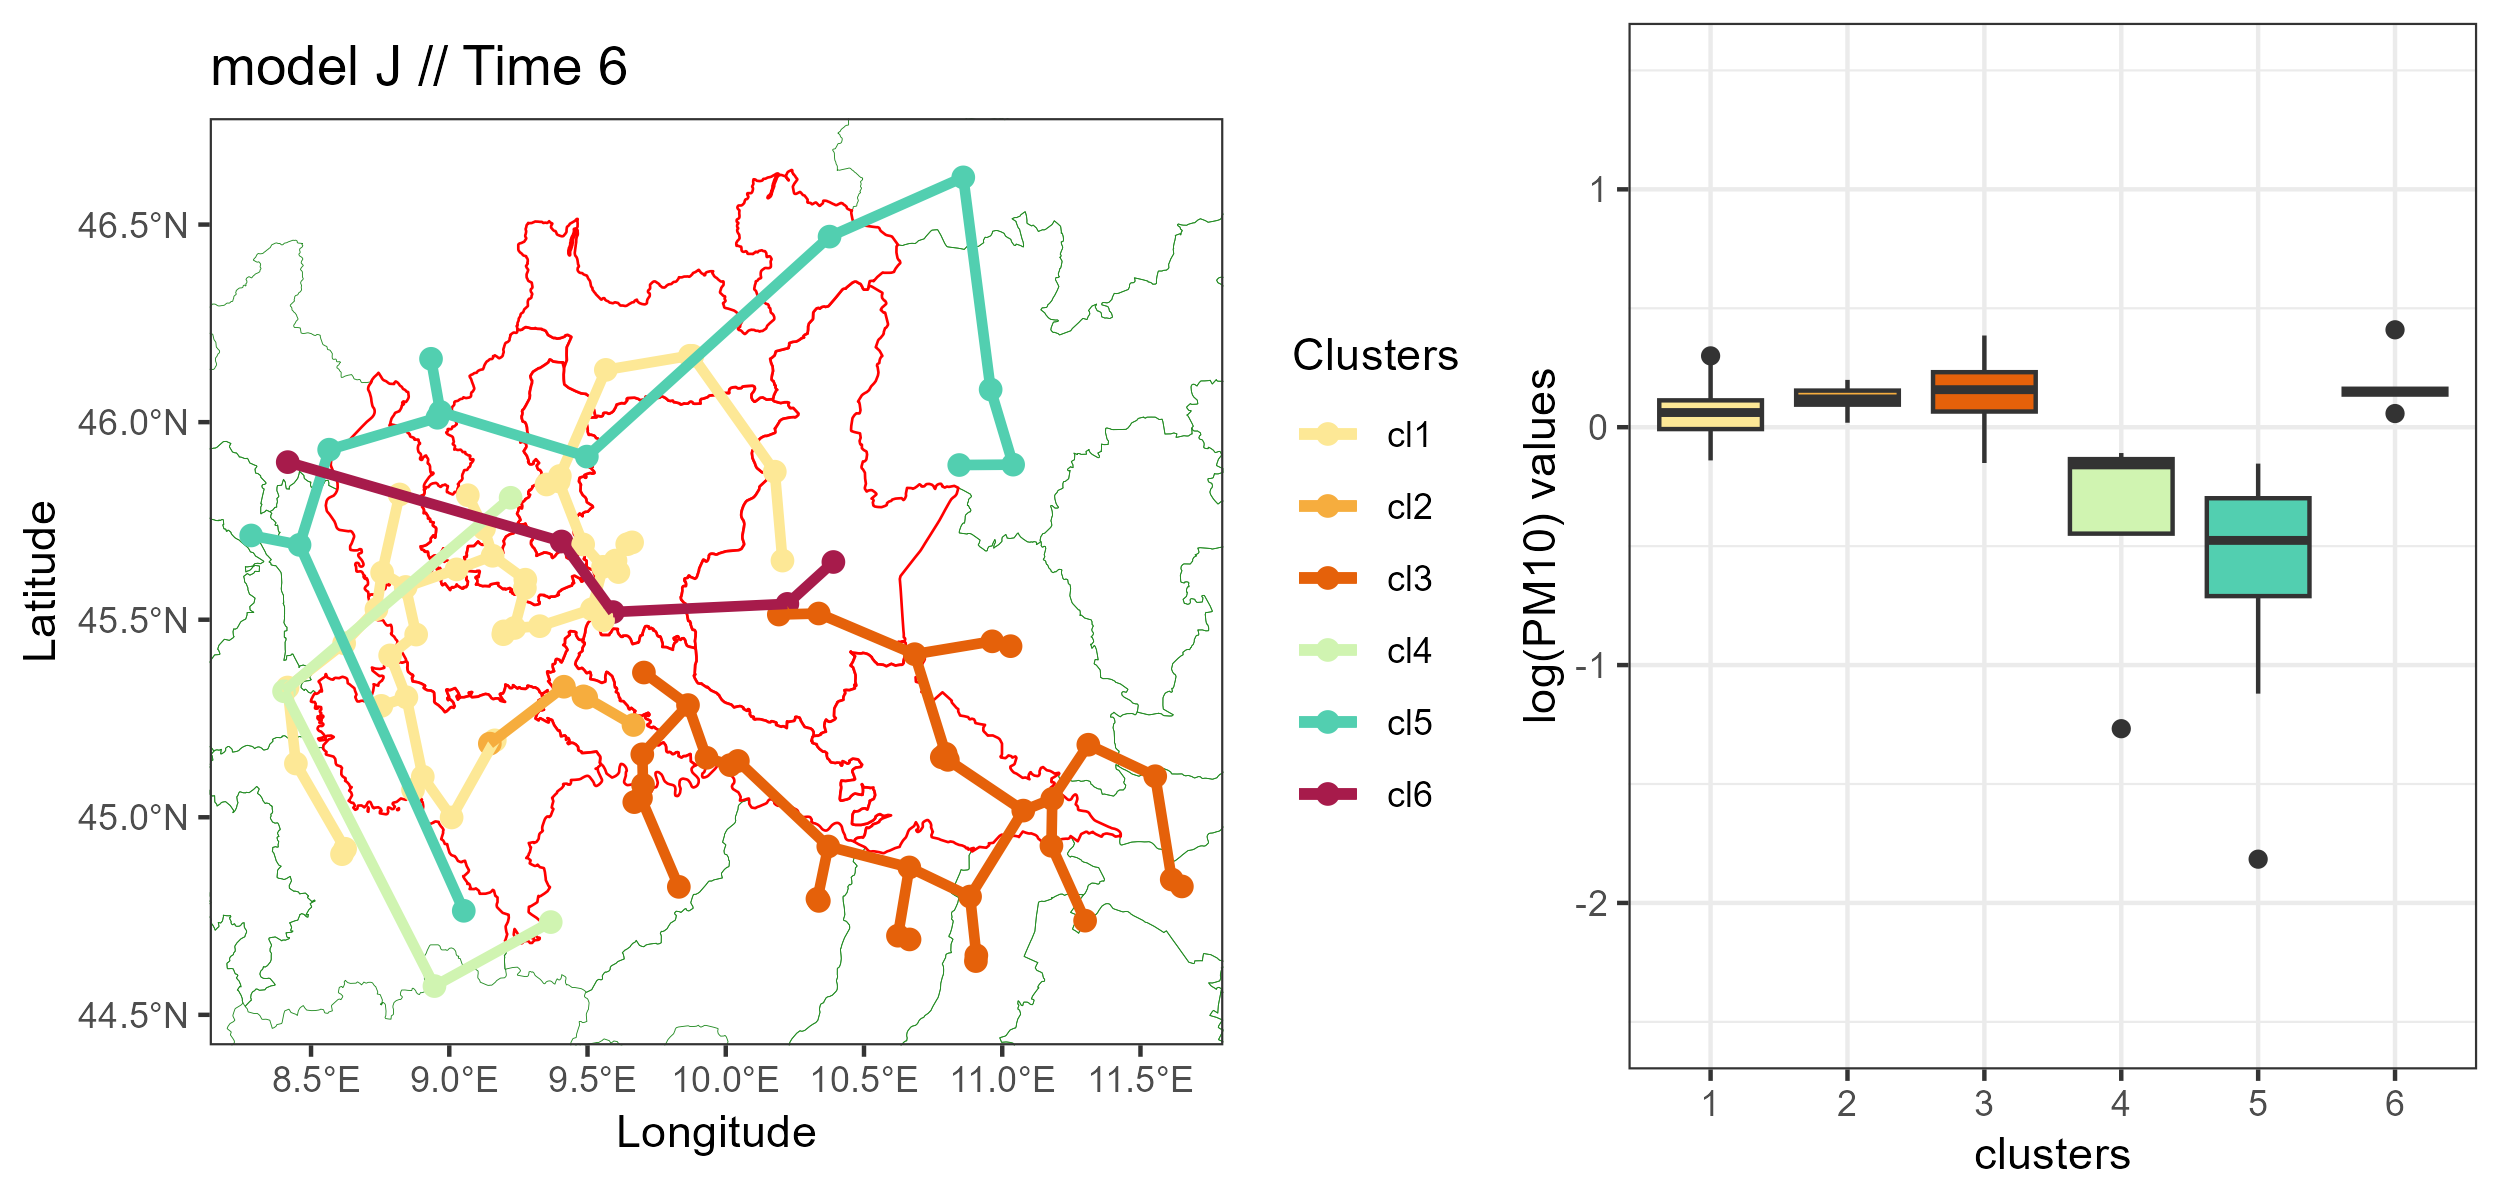 model J // Time 6
46.5°N
46.0°N
45.5°N
45.0°N
44.5°N
Latitude
8.5°E 9.0°E 9.5°E 10.0°E 10.5°E 11.0°E 11.5°E
Longitude
Clusters
cl1
cl2
cl3
cl4
cl5
cl6
log(PM10) values
1
0
-1
-2
1 2 3 4 5 6
clusters